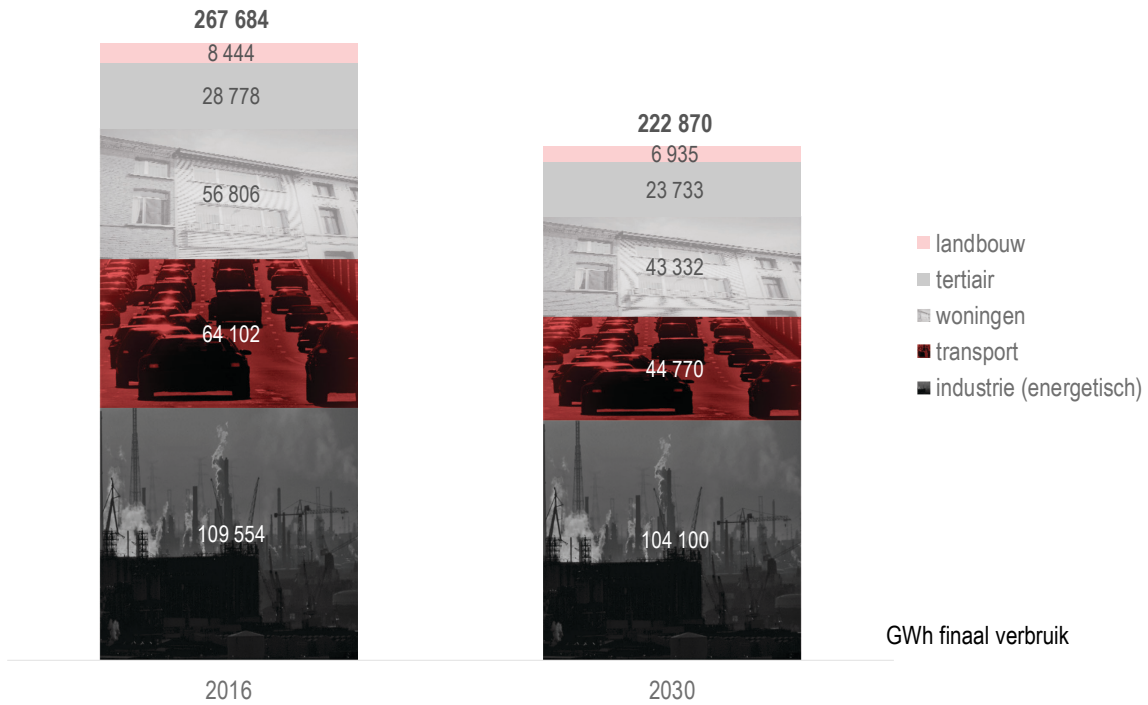 267 684
8 444
28 778
56 806
64 102
109 554
222 870
6 935
23 733
43 332
44 770
104 100
landbouw
tertiair
woningen
transport
industrie (energetisch)
GWh finaal verbruik
2016
2030